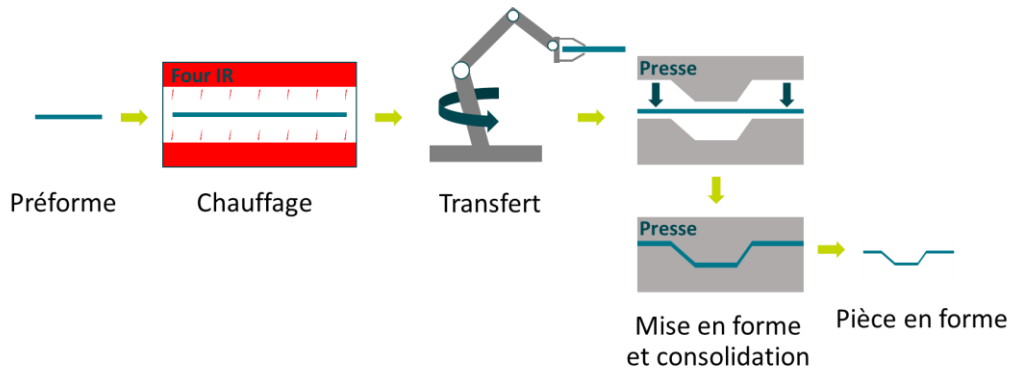 Four IR
Presse
Préforme
Chauffage
Transfert
Presse
Mise en forme
et consolidation
Pièce en forme